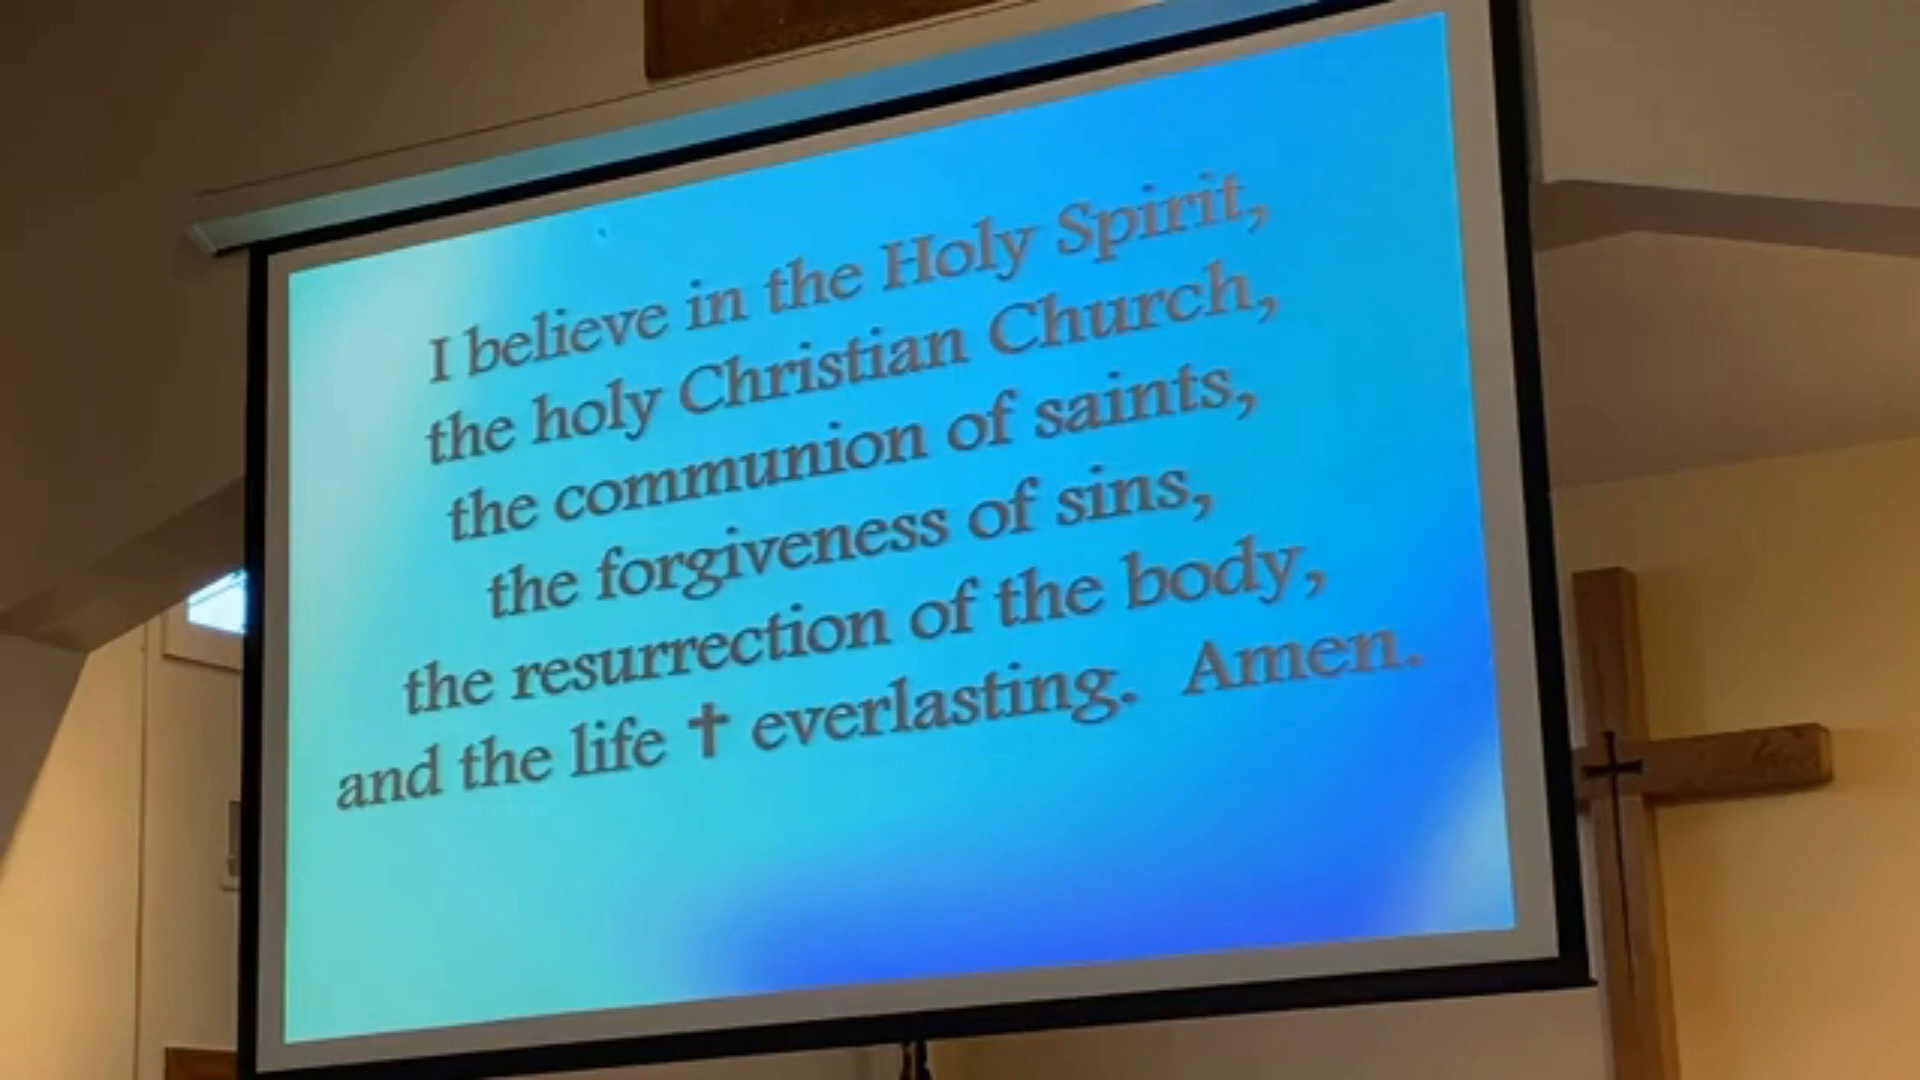 I believe in the Holy Spirit,
the holy Christian Church,
the communion of saints,
the forgiveness of sins,
the resurrection of the body,
and the life ✝ everlasting.  Amen.